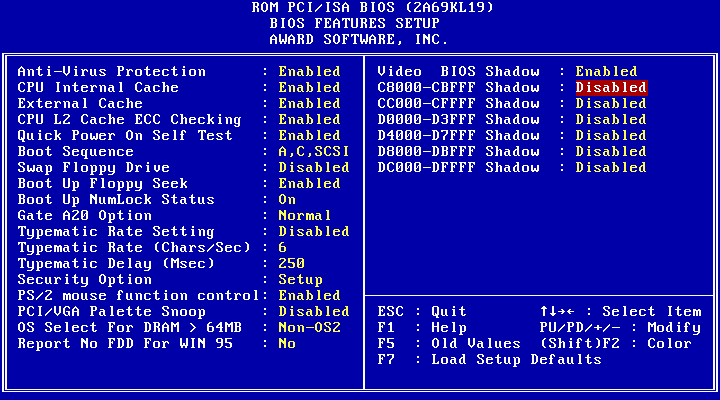 ROM PCI/ISA BIOS (2A69KL19)
BIOS FEATURES SETUP
AWARD SOFTWARE, INC.
Anti-Virus Protection : Enabled
CPU Internal Cache : Enabled
External Cache : Enabled
CPU L2 Cache ECC Checking : Enabled
Quick Power On Self Test : Enabled
Boot Sequence : A,C,SCSI
Swap Floppy Drive : Disabled
Boot Up Floppy Seek : Enabled
Boot Up NumLock Status : On
Gate A20 Option : Normal
Typematic Rate Setting : Disabled
Typematic Rate (Chars/Sec) : 6
Typematic Delay (Msec) : 250
Security Option : Setup
PS/2 mouse function control: Enabled
PCI/VGA Palette Snoop : Disabled
OS Select For DRAM > 64MB : Non-OS2
Report No FDD For WIN 95 : No
Video BIOS Shadow : Enabled
C8000-CBFFF Shadow : Disabled
CC000-CFFFF Shadow : Disabled
D0000-D3FFF Shadow : Disabled
D4000-D7FFF Shadow : Disabled
D8000-DBFFF Shadow : Disabled
DC000-DFFFF Shadow : Disabled
ESC : Quit ↑↓→← : Select Item
F1 : Help PU/PD/+/- : Modify
F5 : Old Values (Shift)F2 : Color
F7 : Load Setup Defaults